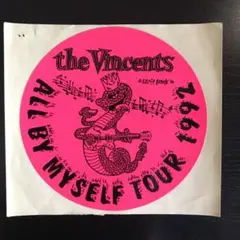 the Vincents
ALL BY MYSELF TOUR 1992